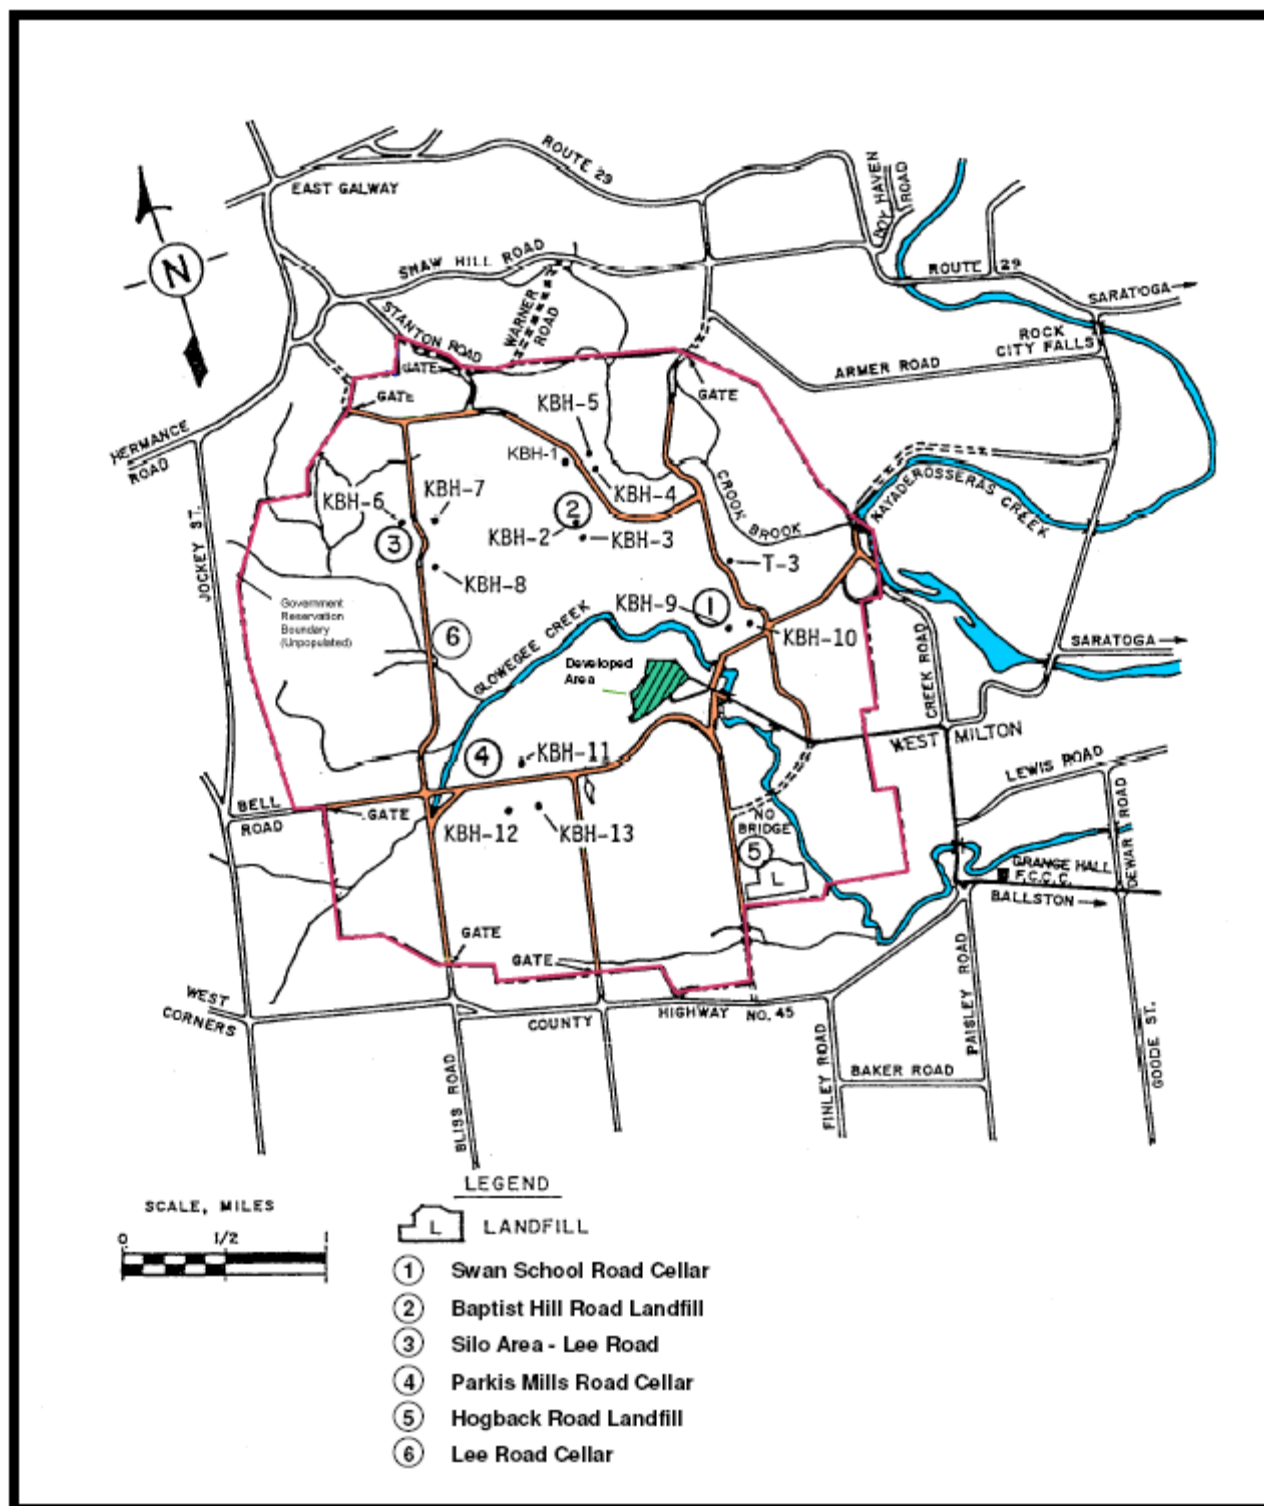 ROUTE 29
BOY HAVEN
ROAD
EAST GALWAY
N
SHAW HILL ROAD
ROUTE 29
SARATOGA
WARNER
ROAD
STANTON ROAD
ROCK
CITY FALLS
GATE
ARMER ROAD
GATE
GATE
HERMANCE
ROAD
KBH-5
KBH-1
KBH-4
CROOK BROOK
KAYADEROSSERAS CREEK
KBH-6
KBH-7
2
KBH-2
KBH-3
3
JOCKEY ST.
T-3
KBH-8
Government
Reservation
Boundary
(Unpopulated)
KBH-9
1
KBH-10
6
GLOWEGEE CREEK
SARATOGA
CREEK ROAD
Developed
Area
WEST MILTON
4
KBH-11
LEWIS ROAD
BELL
ROAD
GATE
KBH-12
KBH-13
NO
BRIDGE
5
L
DEWAR ROAD
GRANGE HALL
F.C.C.C.
BALLSTON
GATE
GATE
PAISLEY ROAD
WEST
CORNERS
COUNTY
HIGHWAY
NO. 45
GOODE ST.
BLISS ROAD
FINLEY ROAD
BAKER ROAD
LEGEND
SCALE, MILES
0 1/2 1
L LANDFILL
1 Swan School Road Cellar
2 Baptist Hill Road Landfill
3 Silo Area - Lee Road
4 Parkis Mills Road Cellar
5 Hogback Road Landfill
6 Lee Road Cellar